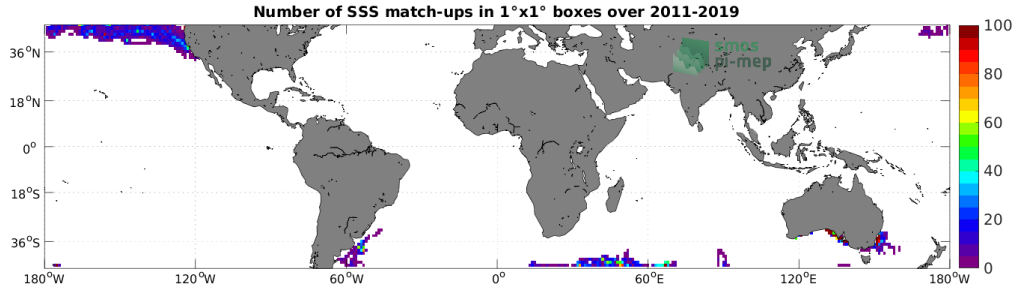 Number of SSS match-ups in 1°x1° boxes over 2011-2019
36°N
18°N
0°
18°S
36°S
180°W
120°W
60°W
0°
60°E
120°E
180°W
100
80
60
40
20
0
smos
pi-mep